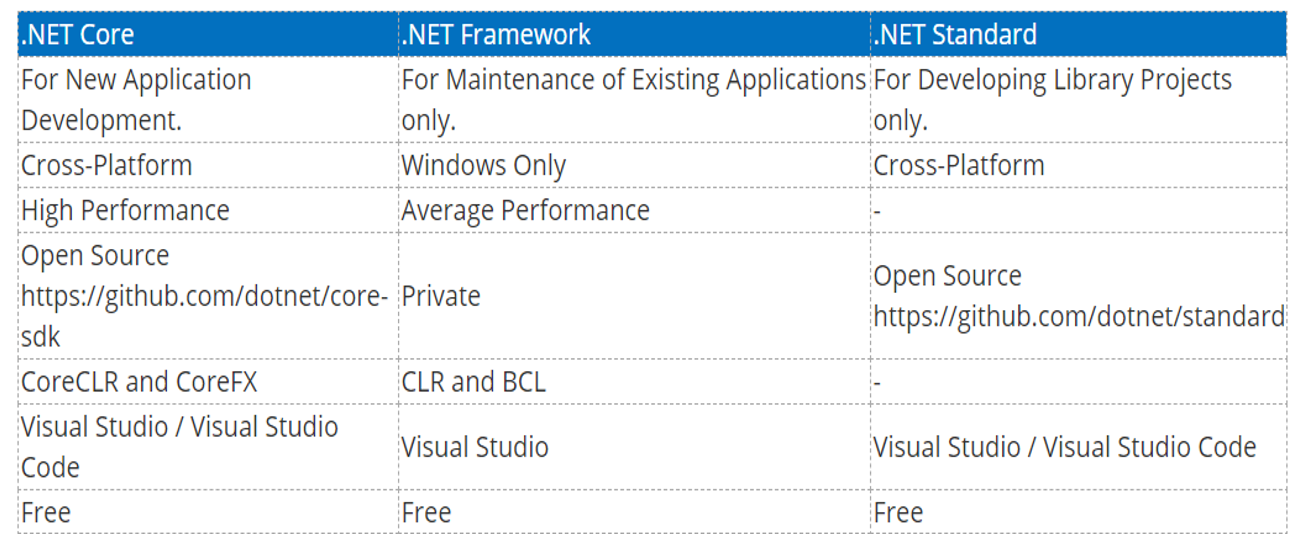 .NET Core .NET Framework .NET Standard
For New Application Development. For Maintenance of Existing Applications only. For Developing Library Projects only.
Cross-Platform Windows Only Cross-Platform
High Performance Average Performance -
Open Source https://github.com/dotnet/core-sdk Private Open Source https://github.com/dotnet/standard
CoreCLR and CoreFX CLR and BCL -
Visual Studio / Visual Studio Code Visual Studio Visual Studio / Visual Studio Code
Free Free Free